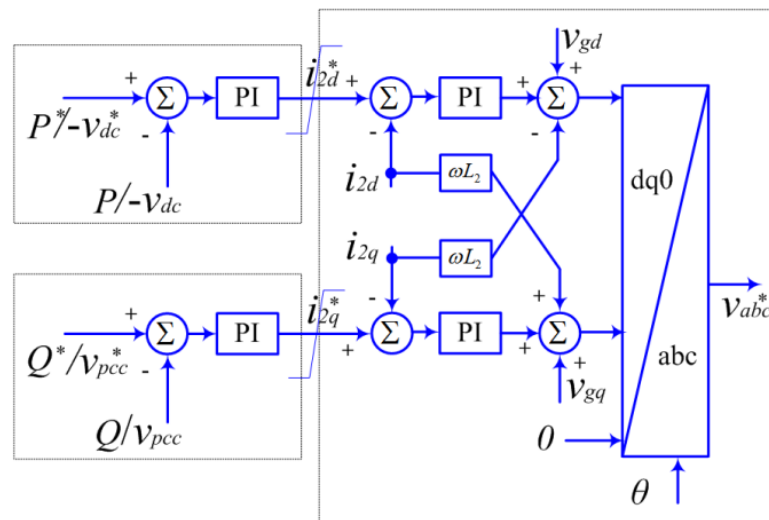 v_gd
+ Σ PI i_2d^* + Σ PI + Σ +
P^*/-v_dc^* - - -
P/-v_dc i_2d ωL_2 dq0
i_2q ωL_2
+ Σ PI i_2q^* - + Σ PI + + Σ + v_abc^*
Q^*/v_pcc^* - v_gq abc
Q/v_pcc 0
θ